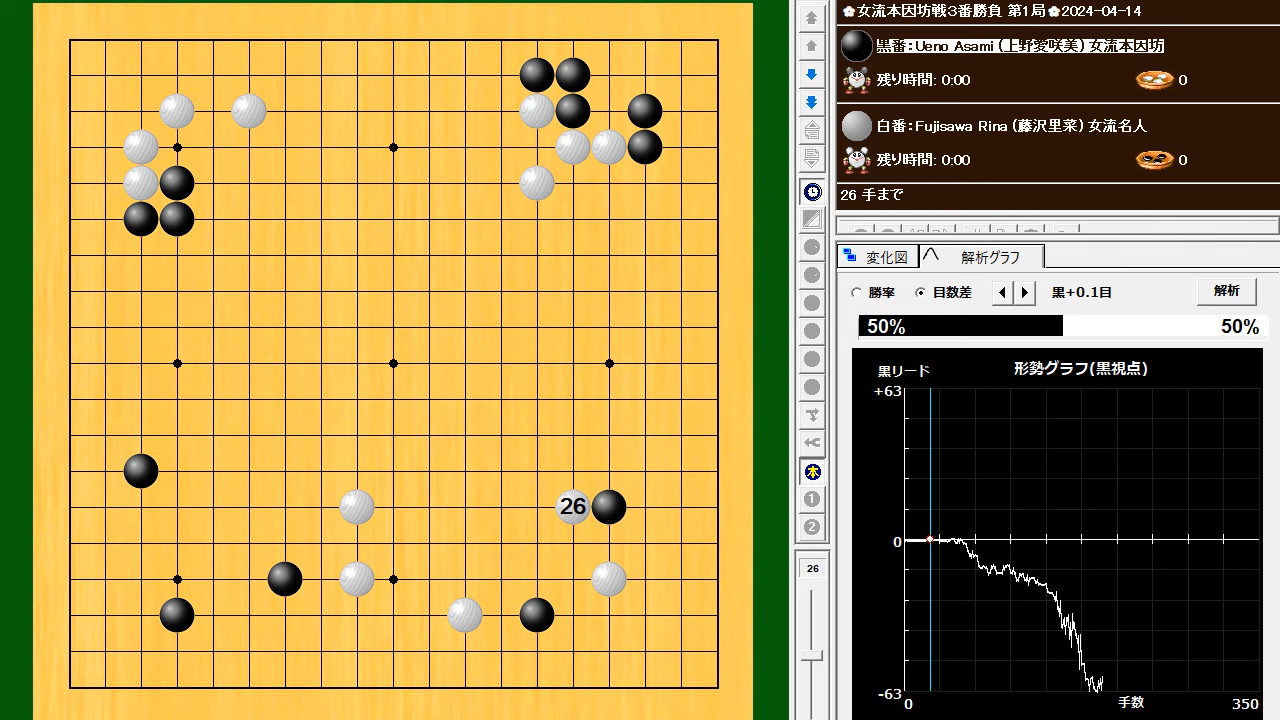 女流本因坊戦3番勝負 第1局 2024-04-14
黒番:Ueno Asami (上野愛咲美) 女流本因坊
残り時間: 0:00 0
白番:Fujisawa Rina (藤沢里菜) 女流名人
残り時間: 0:00 0
26 手まで
変化図 解析グラフ
勝率 目数差 黒+0.1目 解析
50% 50%
形勢グラフ(黒視点)
黒リード
+63
0
-63
0 手数 350
26
1
2
26